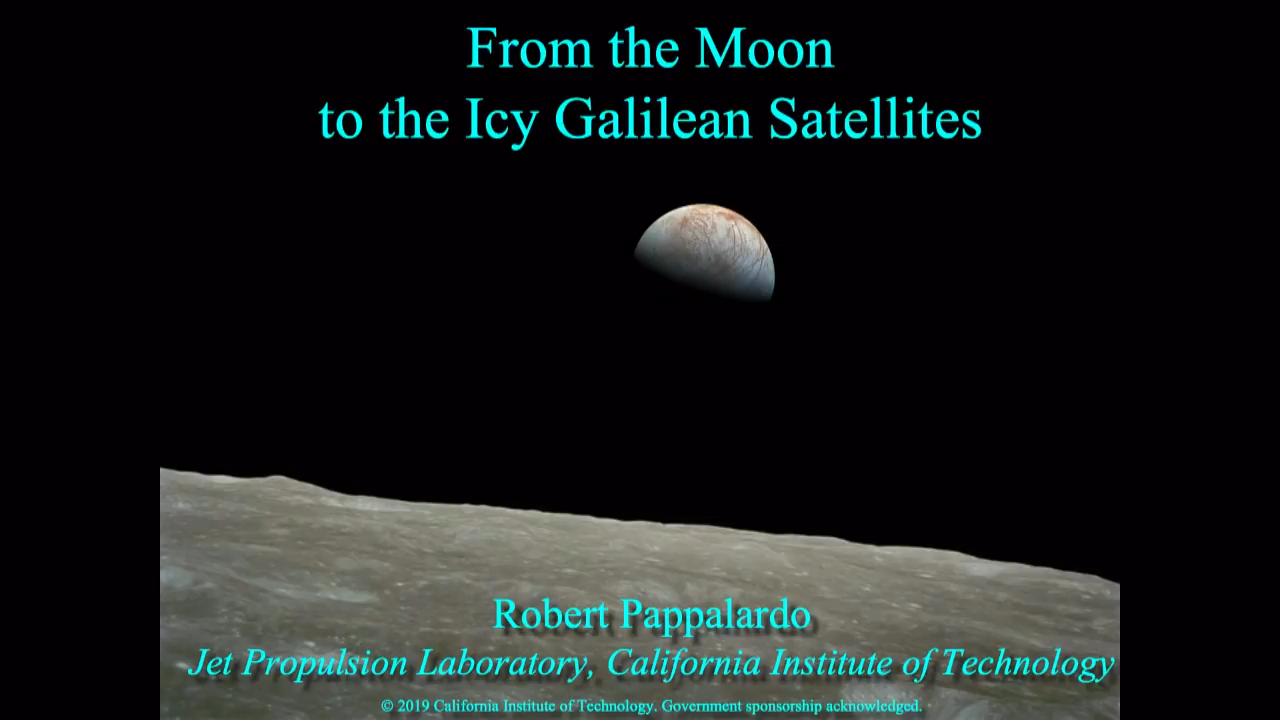 From the Moon
to the Icy Galilean Satellites
Robert Pappalardo
Jet Propulsion Laboratory, California Institute of Technology
© 2019 California Institute of Technology. Government sponsorship acknowledged.